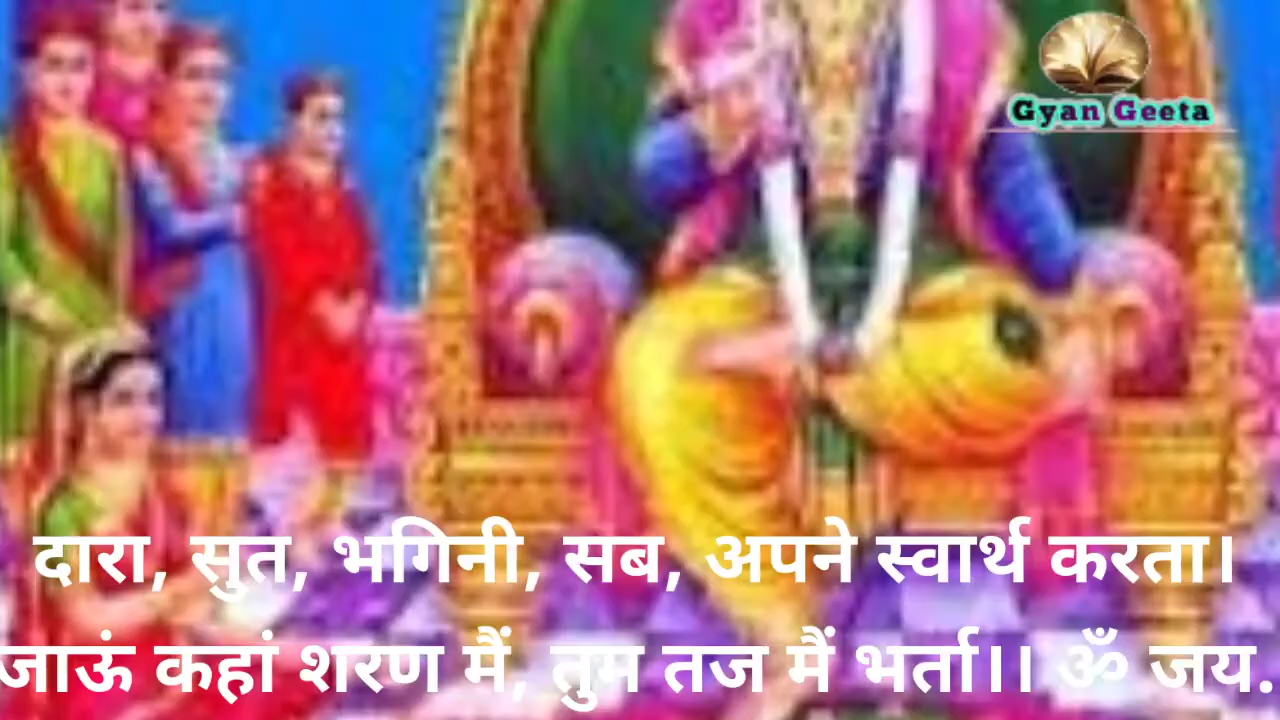 Gyan Geeta
दारा, सुत, भगिनी, सब, अपने स्वार्थ करता।
जाऊं कहां शरण मैं, तुम तज मैं भर्ता।। ॐ जय.